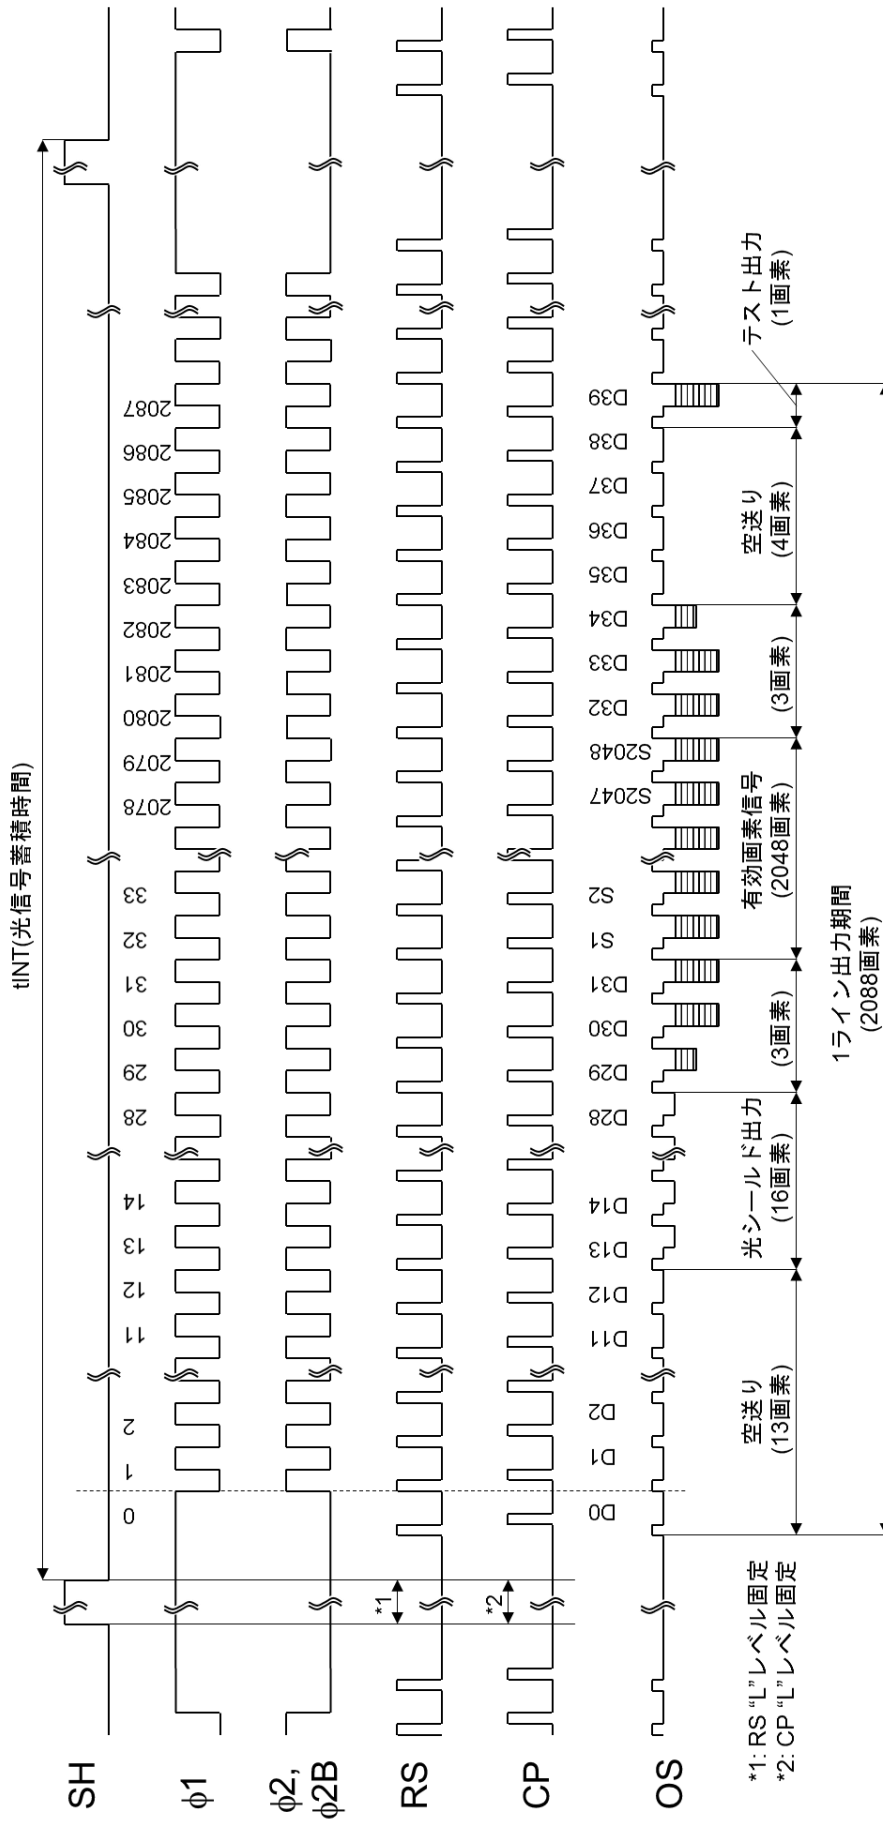 tINT(光信号蓄積時間)
SH
0
1
2
11
12
13
14
28
29
30
31
32
33
2078
2079
2080
2081
2082
2083
2084
2085
2086
2087
φ1
φ2,
φ2B
RS
*1
CP
*2
OS
D0
D1
D2
D11
D12
D13
D14
D28
D29
D30
D31
S1
S2
S2047
S2048
D32
D33
D34
D35
D36
D37
D38
D39
空送り
(13画素)
光シールド出力
(16画素)
(3画素)
有効画素信号
(2048画素)
(3画素)
空送り
(4画素)
テスト出力
(1画素)
1ライン出力期間
(2088画素)
*1: RS “L”レベル固定
*2: CP “L”レベル固定